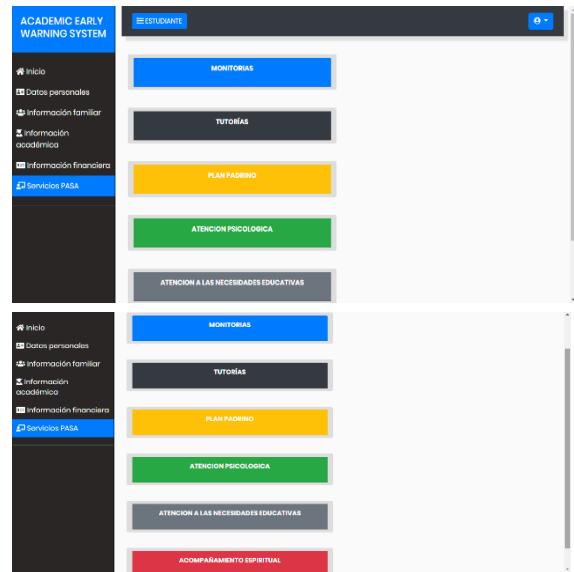 ACADEMIC EARLY
WARNING SYSTEM
ESTUDIANTE
Inicio
Datos personales
Información familiar
Información
académica
Información financiera
Servicios PASA
MONITORIAS
TUTORÍAS
PLAN PADRINO
ATENCION PSICOLOGICA
ATENCION A LAS NECESIDADES EDUCATIVAS
Inicio
Datos personales
Información familiar
Información
académica
Información financiera
Servicios PASA
MONITORIAS
TUTORÍAS
PLAN PADRINO
ATENCION PSICOLOGICA
ATENCION A LAS NECESIDADES EDUCATIVAS
ACOMPAÑAMIENTO ESPIRITUAL